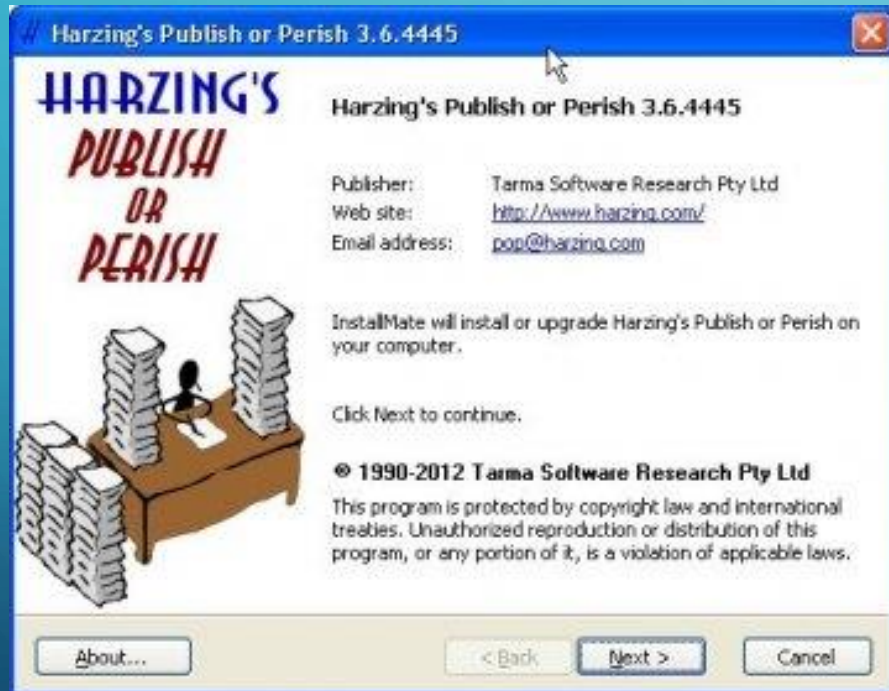 Harzing's Publish or Perish 3.6.4445
HARZING'S
PUBLISH
OR
PERISH
Harzing's Publish or Perish 3.6.4445
Publisher: Tarma Software Research Pty Ltd
Web site: http://www.harzing.com/
Email address: pop@harzing.com
InstallMate will install or upgrade Harzing's Publish or Perish on
your computer.
Click Next to continue.
© 1990-2012 Tarma Software Research Pty Ltd
This program is protected by copyright law and international
treaties. Unauthorized reproduction or distribution of this
program, or any portion of it, is a violation of applicable laws.
About... < Back Next > Cancel